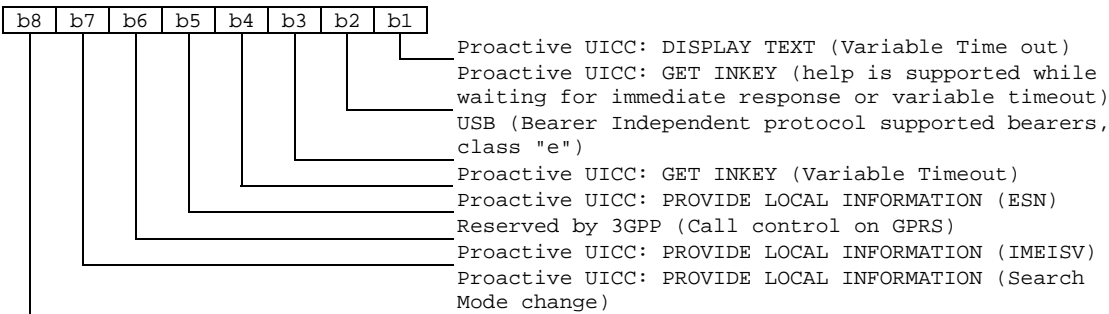 b8 b7 b6 b5 b4 b3 b2 b1
Proactive UICC: DISPLAY TEXT (Variable Time out)
Proactive UICC: GET INKEY (help is supported while
waiting for immediate response or variable timeout)
USB (Bearer Independent protocol supported bearers,
class "e")
Proactive UICC: GET INKEY (Variable Timeout)
Proactive UICC: PROVIDE LOCAL INFORMATION (ESN)
Reserved by 3GPP (Call control on GPRS)
Proactive UICC: PROVIDE LOCAL INFORMATION (IMEISV)
Proactive UICC: PROVIDE LOCAL INFORMATION (Search
Mode change)